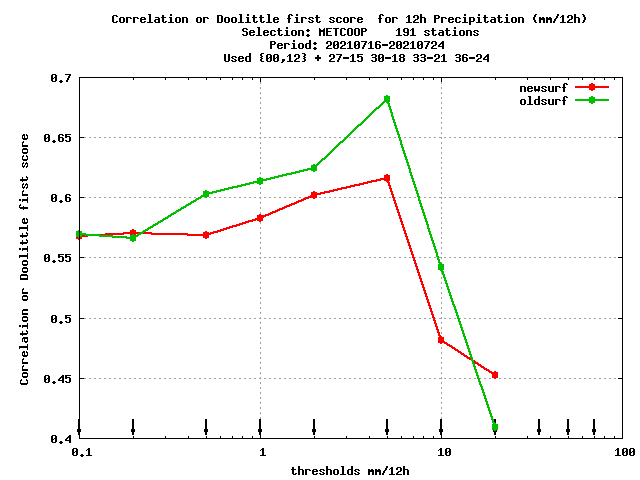 Correlation or Doolittle first score  for 12h Precipitation (mm/12h)
Selection: METCOOP    191 stations
Period: 20210716-20210724
Used {00,12} + 27-15 30-18 33-21 36-24
newsurf
oldsurf
Correlation or Doolittle first score
0.7
0.65
0.6
0.55
0.5
0.45
0.4
0.1
1
10
100
thresholds mm/12h